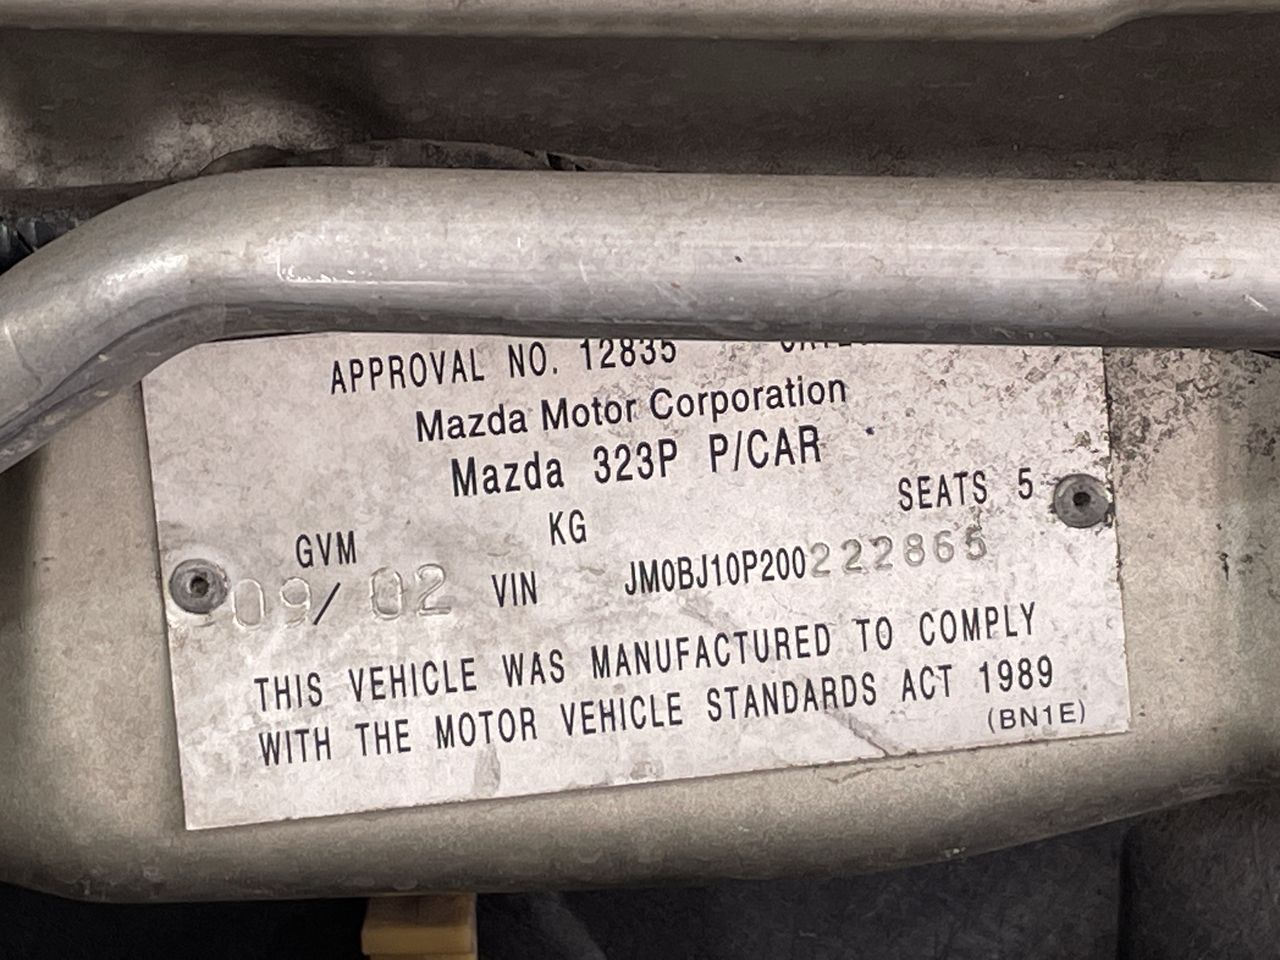 APPROVAL NO. 12835
Mazda Motor Corporation
Mazda 323P P/CAR
SEATS 5
GVM KG
09/02 VIN JM0BJ10P200222865
THIS VEHICLE WAS MANUFACTURED TO COMPLY
WITH THE MOTOR VEHICLE STANDARDS ACT 1989
(BN1E)